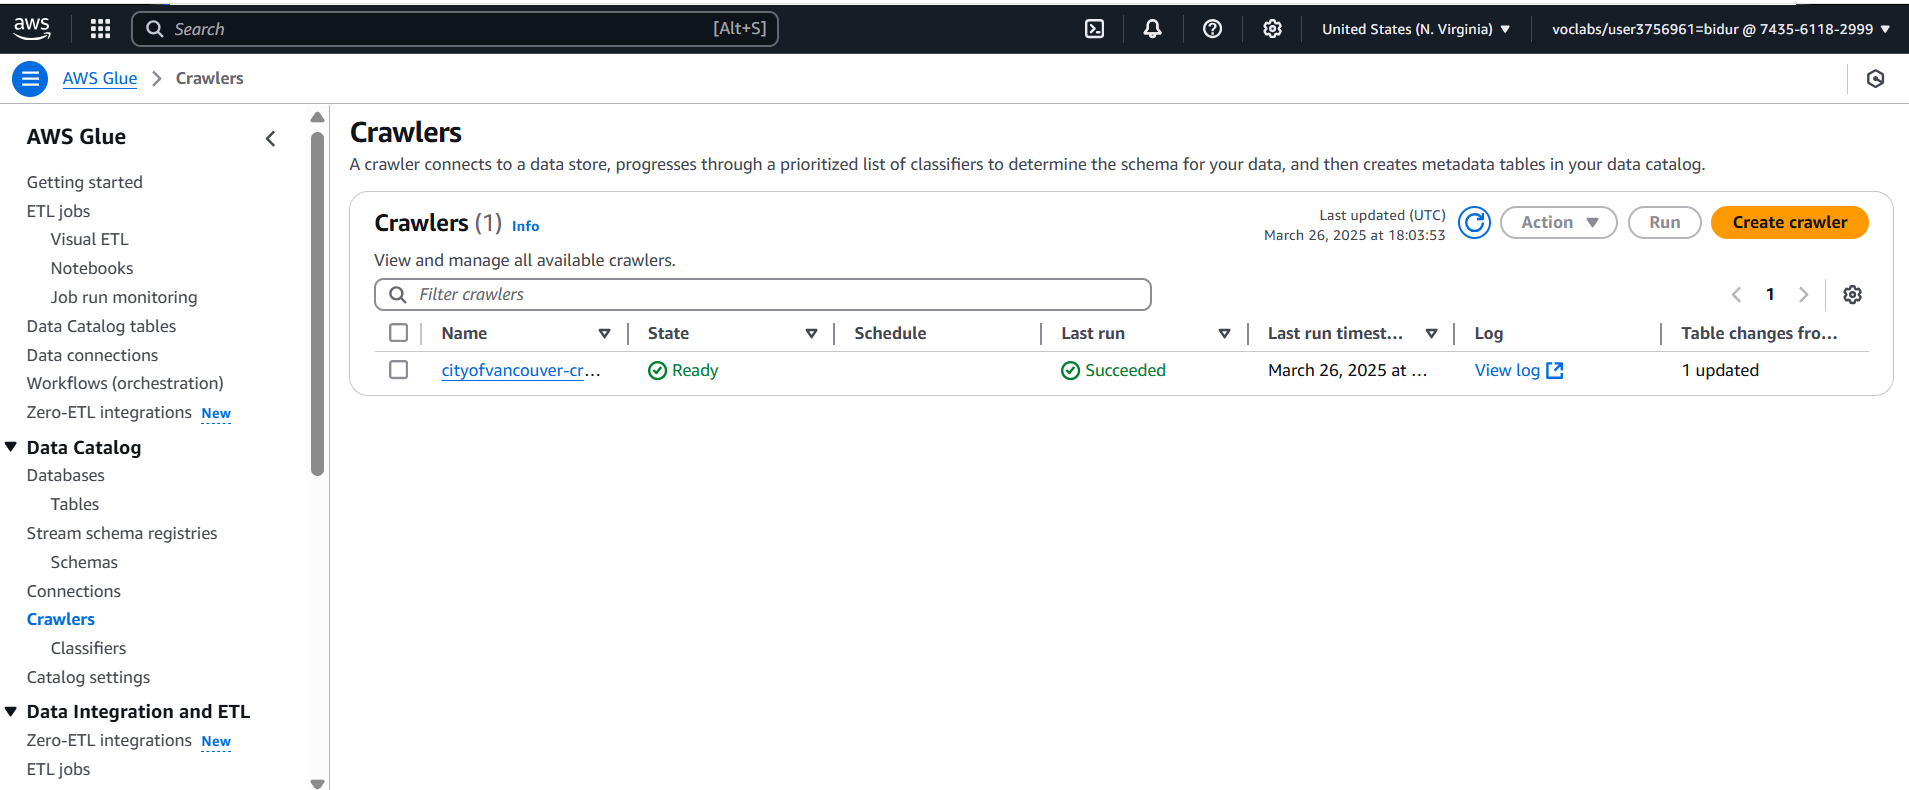 aws
Search [Alt+S] United States (N. Virginia) voclabs/user3756961=bidur @ 7435-6118-2999
AWS Glue Crawlers
AWS Glue
Getting started
ETL jobs
Visual ETL
Notebooks
Job run monitoring
Data Catalog tables
Data connections
Workflows (orchestration)
Zero-ETL integrations New
Data Catalog
Databases
Tables
Stream schema registries
Schemas
Connections
Crawlers
Classifiers
Catalog settings
Data Integration and ETL
Zero-ETL integrations New
ETL jobs
Crawlers
A crawler connects to a data store, progresses through a prioritized list of classifiers to determine the schema for your data, and then creates metadata tables in your data catalog.
Crawlers (1) Info
Last updated (UTC)
March 26, 2025 at 18:03:53
Action Run Create crawler
View and manage all available crawlers.
Filter crawlers
1
Name State Schedule Last run Last run timest... Log Table changes fro...
cityofvancouver-cr... Ready Succeeded March 26, 2025 at ... View log 1 updated